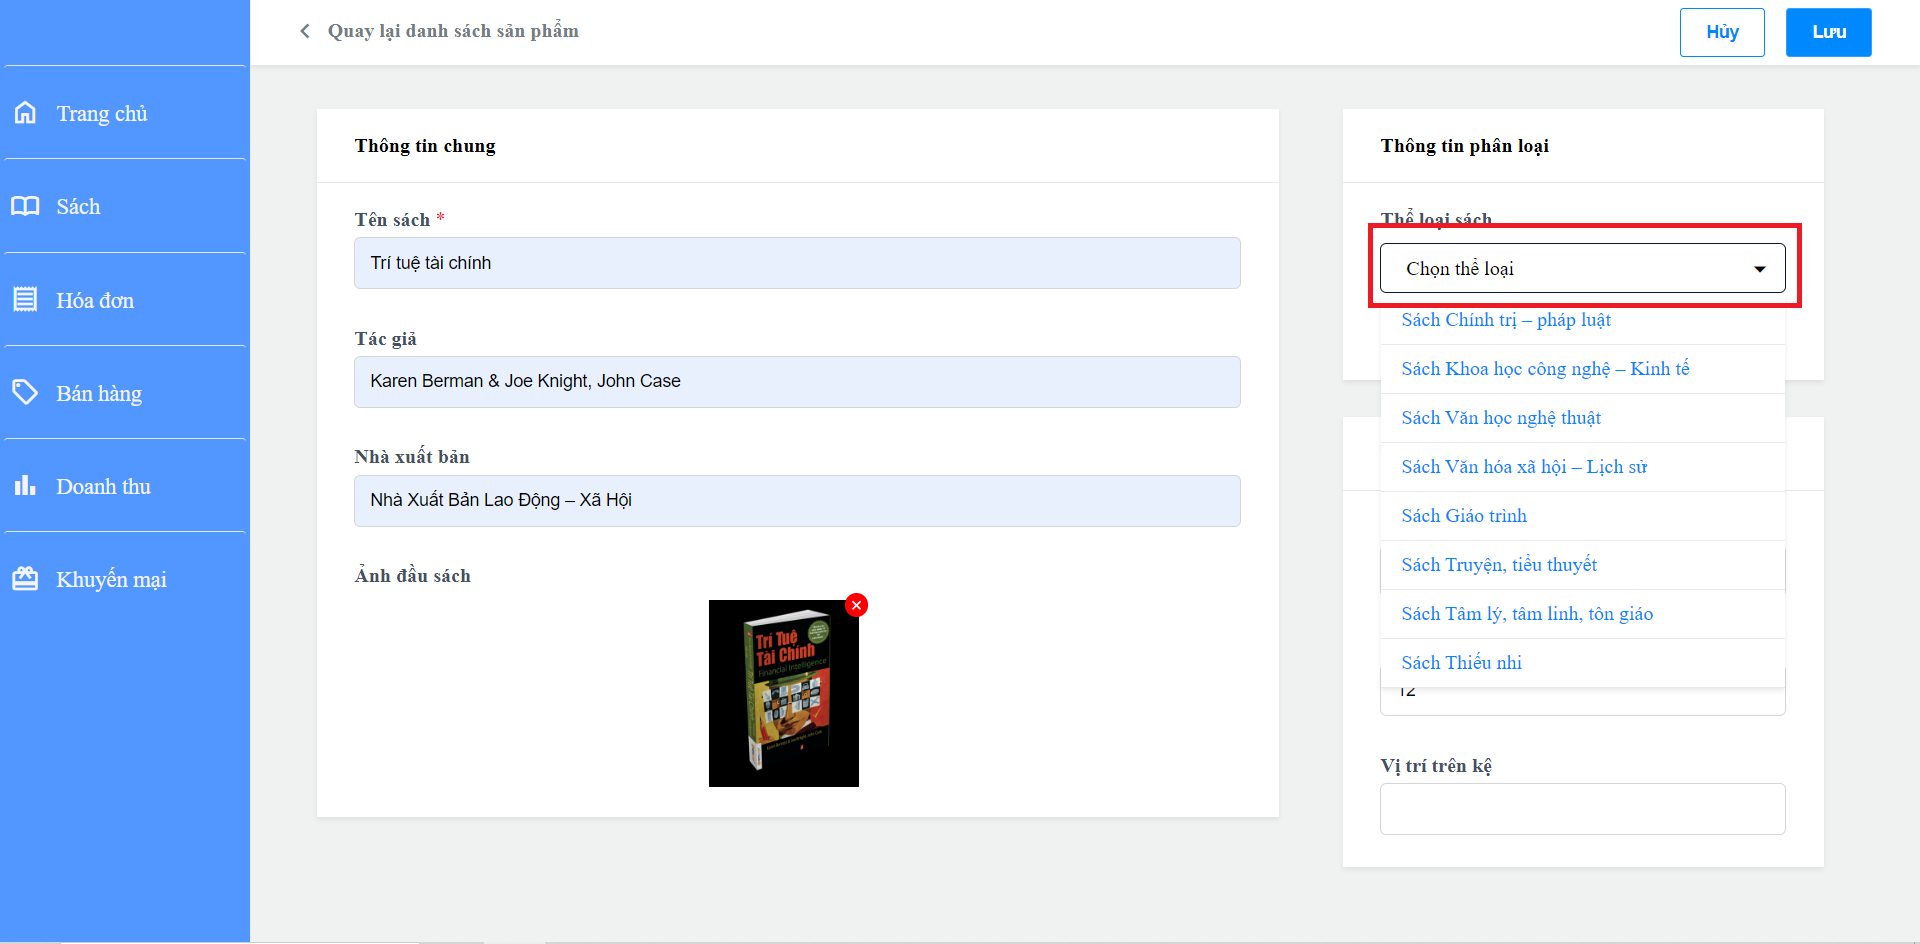 Quay lại danh sách sản phẩm
Hủy
Lưu
Trang chủ
Sách
Hóa đơn
Bán hàng
Doanh thu
Khuyến mại
Thông tin chung
Tên sách *
Trí tuệ tài chính
Tác giả
Karen Berman & Joe Knight, John Case
Nhà xuất bản
Nhà Xuất Bản Lao Động – Xã Hội
Ảnh đầu sách
Trí Tuệ
Tài Chính
Financial Intelligence
Thông tin phân loại
Thể loại sách
Chọn thể loại
Sách Chính trị – pháp luật
Sách Khoa học công nghệ – Kinh tế
Sách Văn học nghệ thuật
Sách Văn hóa xã hội – Lịch sử
Sách Giáo trình
Sách Truyện, tiểu thuyết
Sách Tâm lý, tâm linh, tôn giáo
Sách Thiếu nhi
12
Vị trí trên kệ